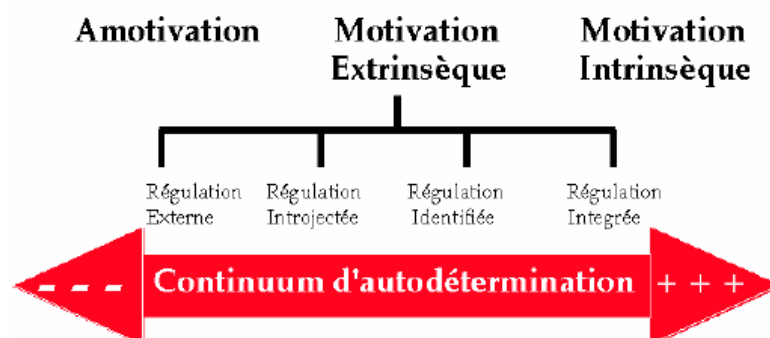 Amotivation
Motivation
Extrinsèque
Motivation
Intrinsèque
Régulation
Externe
Régulation
Introjectée
Régulation
Identifiée
Régulation
Integrée
- - - Continuum d'autodétermination + + +